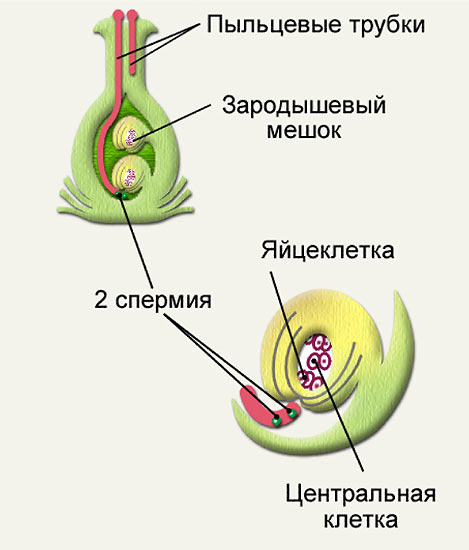 Пыльцевые трубки
Зародышевый
мешок
Яйцеклетка
2 спермия
Центральная
клетка